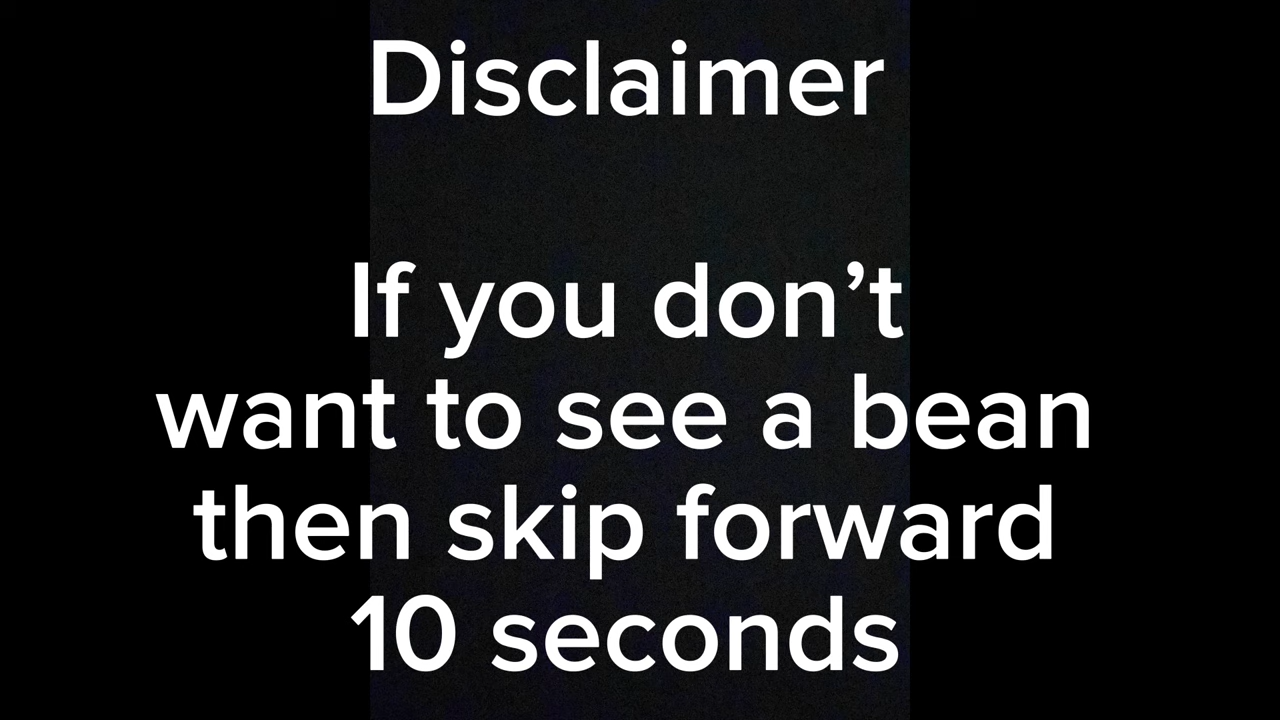 Disclaimer
If you don’t
want to see a bean
then skip forward
10 seconds